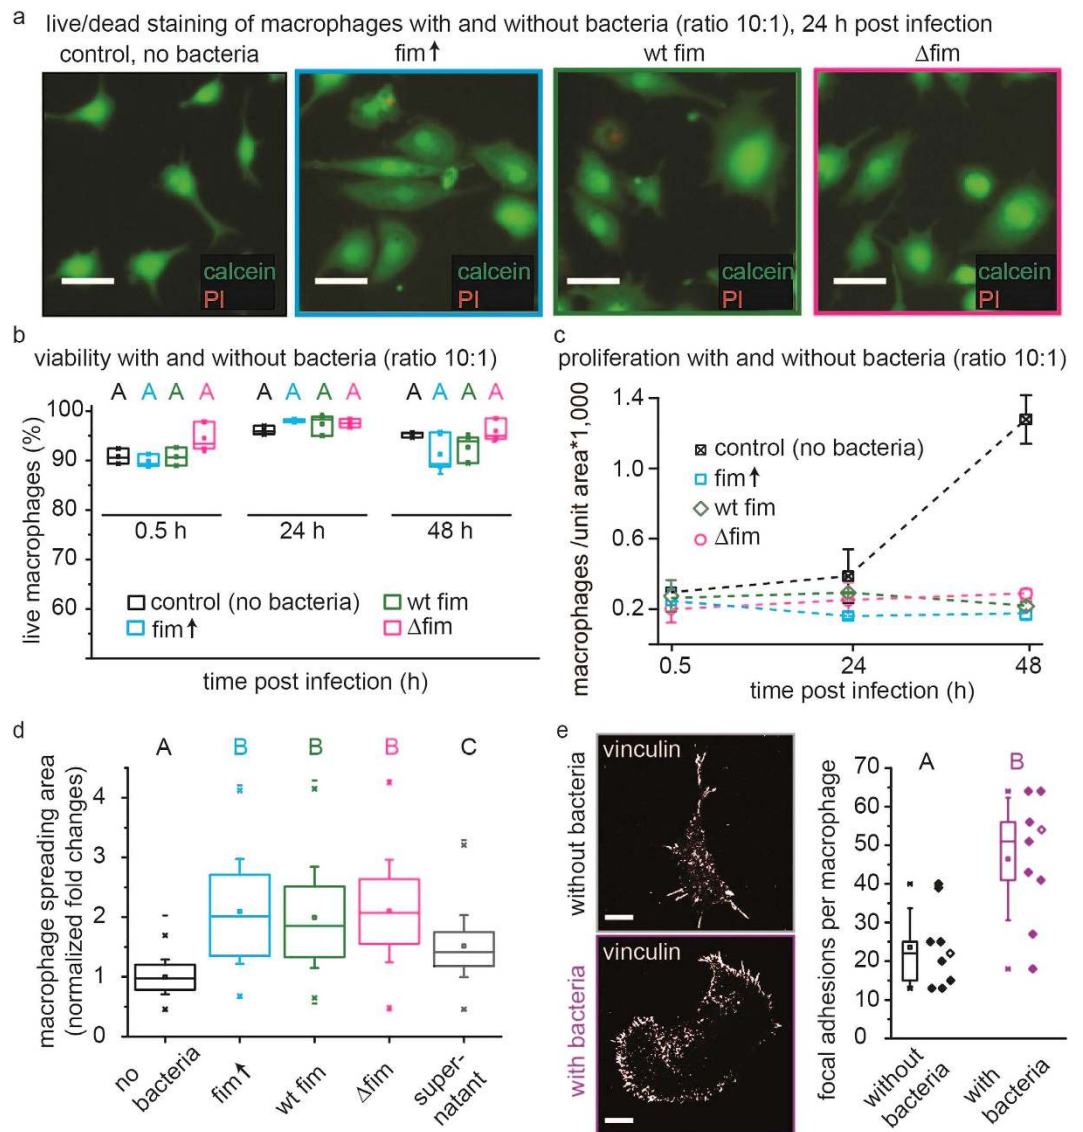 a live/dead staining of macrophages with and without bacteria (ratio 10:1), 24 h post infection
control, no bacteria
fim↑
wt fim
Δfim
calcein
PI
calcein
PI
calcein
PI
calcein
PI
b viability with and without bacteria (ratio 10:1)
A A A A A A A A A A A A
live macrophages (%)
100
90
80
70
60
0.5 h
24 h
48 h
control (no bacteria)
fim↑
wt fim
Δfim
time post infection (h)
c proliferation with and without bacteria (ratio 10:1)
macrophages /unit area*1,000
1.4
1.0
0.6
0.2
control (no bacteria)
fim↑
wt fim
Δfim
0.5
24
48
time post infection (h)
d
A B B B C
macrophage spreading area
(normalized fold changes)
4
3
2
1
0
no
bacteria
fim↑
wt fim
Δfim
super-
natant
e
without bacteria
vinculin
with bacteria
vinculin
focal adhesions per macrophage
A B
70
60
50
40
30
20
10
0
without
bacteria
with
bacteria